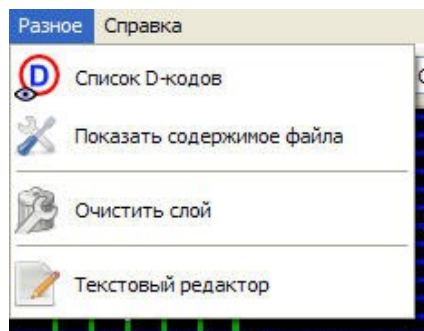 Разное Справка
D
Список D-кодов
Показать содержимое файла
Очистить слой
Текстовый редактор